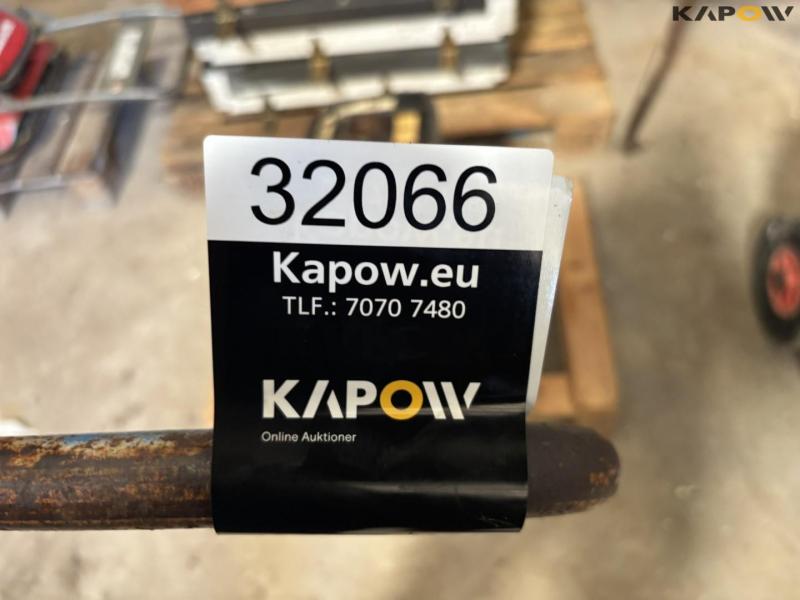 KAPOW
32066
Kapow.eu
TLF.: 7070 7480
KAPOW
Online Auktioner